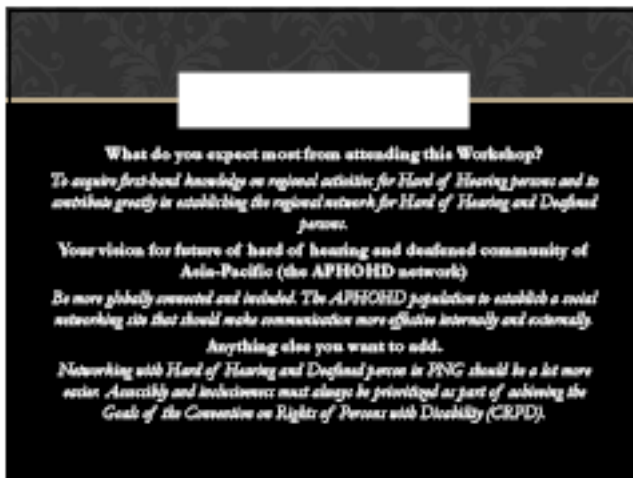 What do you expect most from attending this Workshop?
To acquire first-hand knowledge on regional activities for Hard of Hearing persons and to
contribute greatly in establishing the regional network for Hard of Hearing and Deafened
persons.
Your vision for future of hard of hearing and deafened community of
Asia-Pacific (the APHOHD network)
Be more globally connected and included. The APHOHD population to establish a social
networking site that should make communication more effective internally and externally.
Anything else you want to add.
Networking with Hard of Hearing and Deafened person in PNG should be a lot more
easier. Accessibly and inclusiveness must always be prioritized as part of achieving the
Goals of the Convention on Rights of Persons with Disability (CRPD).